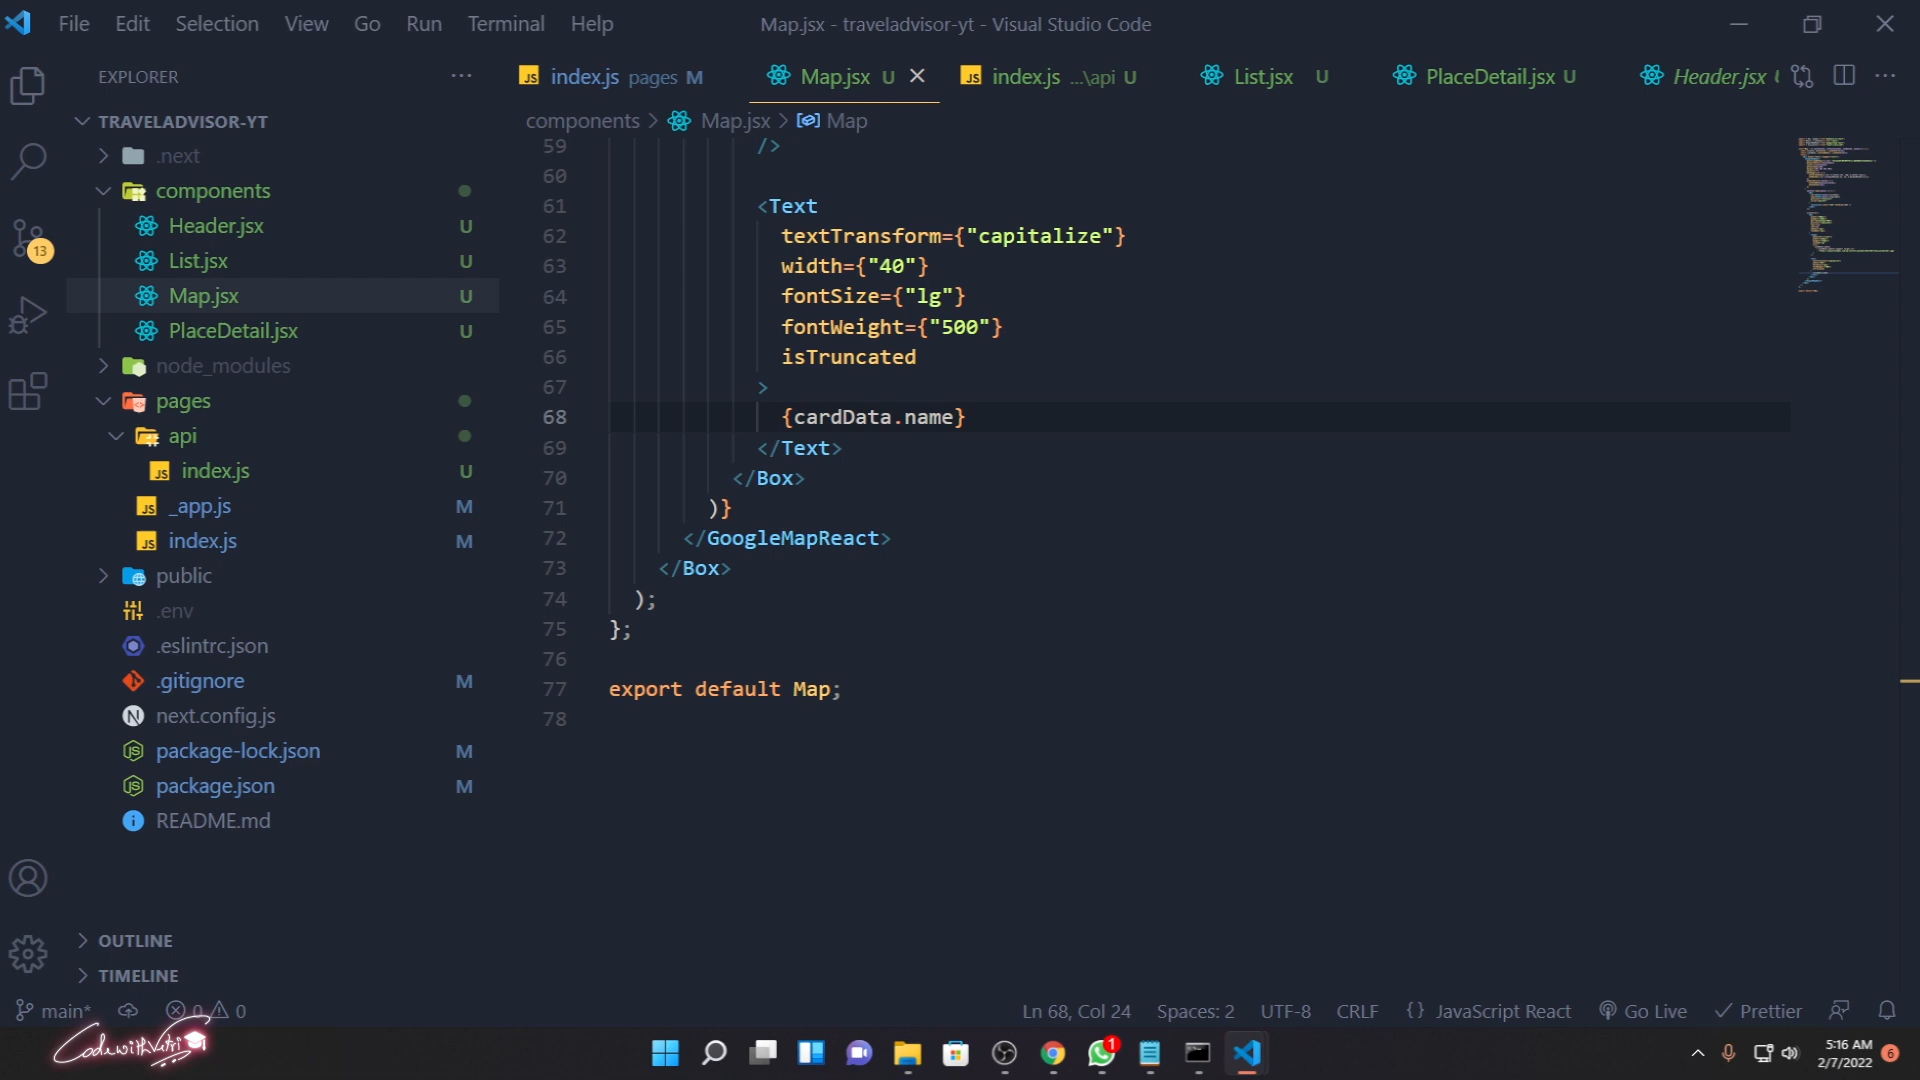 File Edit Selection View Go Run Terminal Help
Map.jsx - traveladvisor-yt - Visual Studio Code
EXPLORER
index.js pages M
Map.jsx U
index.js ...\api U
List.jsx U
PlaceDetail.jsx U
Header.jsx
components > Map.jsx > Map
TRAVELADVISOR-YT
.next
components
Header.jsx U
List.jsx U
Map.jsx U
PlaceDetail.jsx U
node_modules
pages
api
index.js U
_app.js M
index.js M
public
.env
.eslintrc.json
.gitignore M
next.config.js
package-lock.json M
package.json M
README.md
OUTLINE
TIMELINE
13
59 />
60
61 <Text
62 textTransform={"capitalize"}
63 width={"40"}
64 fontSize={"lg"}
65 fontWeight={"500"}
66 isTruncated
67 >
68 {cardData.name}
69 </Text>
70 </Box>
71 )}
72 </GoogleMapReact>
73 </Box>
74 );
75 };
76
77 export default Map;
78
main* 0 0
Ln 68, Col 24 Spaces: 2 UTF-8 CRLF {} JavaScript React Go Live Prettier
1
5:16 AM
2/7/2022
6